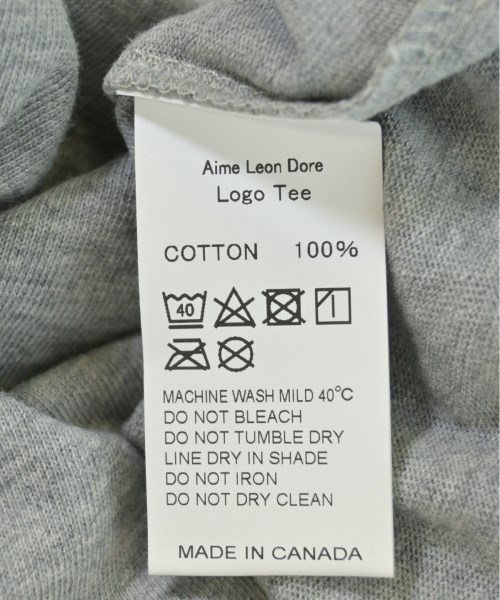 Aime Leon Dore
Logo Tee
COTTON 100%
40
MACHINE WASH MILD 40°C
DO NOT BLEACH
DO NOT TUMBLE DRY
LINE DRY IN SHADE
DO NOT IRON
DO NOT DRY CLEAN
MADE IN CANADA